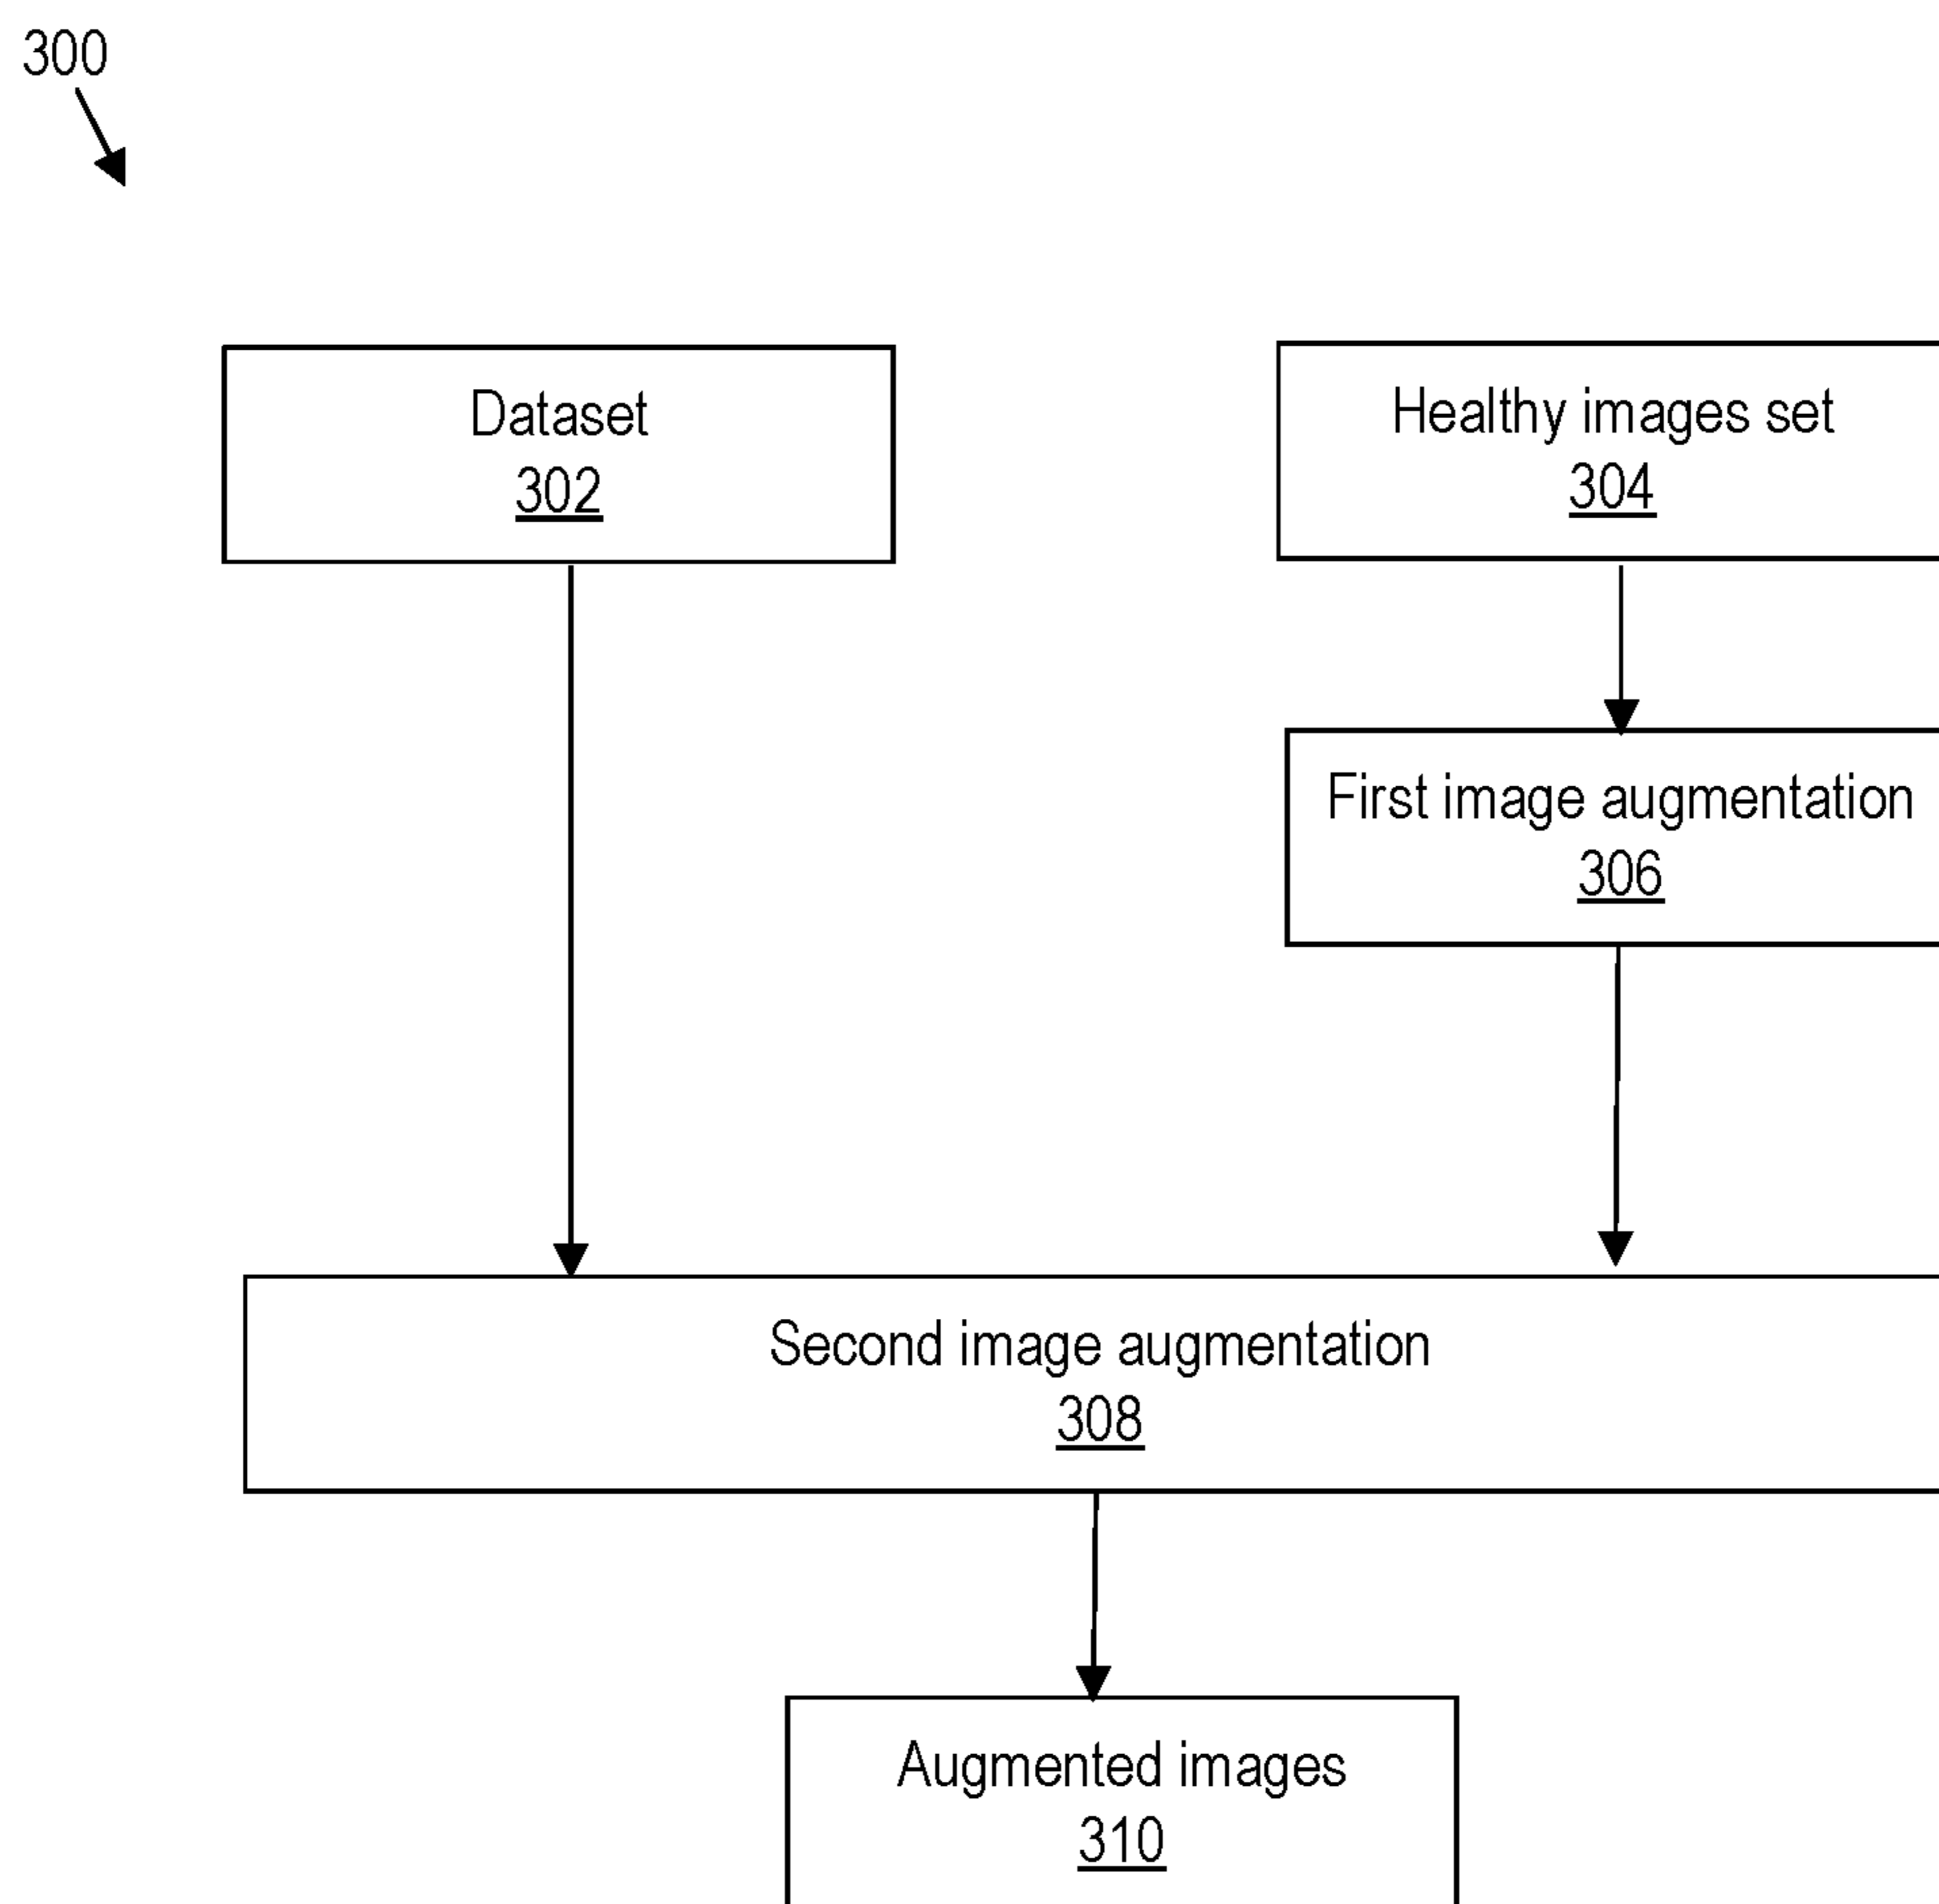 300
Dataset
302
Healthy images set
304
First image augmentation
306
Second image augmentation
308
Augmented images
310